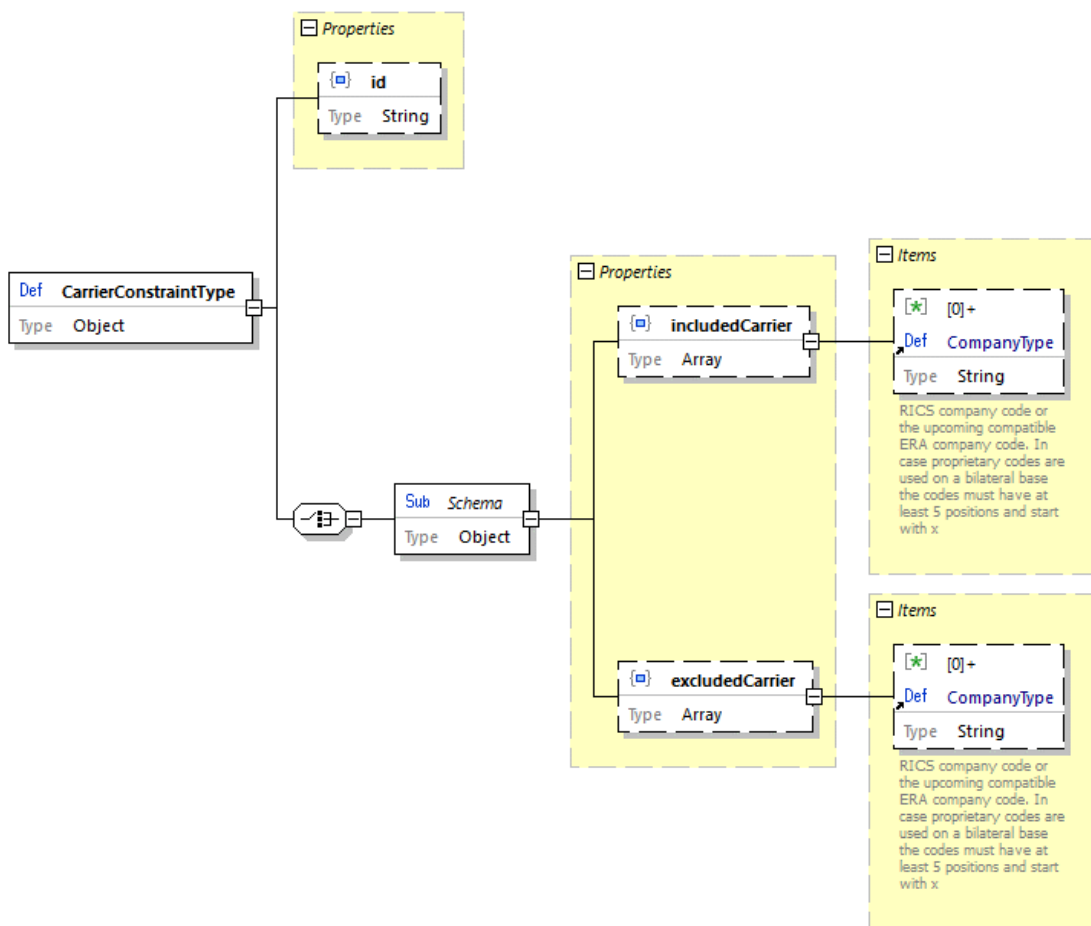 Properties
id
Type String
Def CarrierConstraintType
Type Object
Sub Schema
Type Object
Properties
includedCarrier
Type Array
Items
[*] [0]+
Def CompanyType
Type String
RICS company code or
the upcoming compatible
ERA company code. In
case proprietary codes are
used on a bilateral base
the codes must have at
least 5 positions and start
with x
excludedCarrier
Type Array
Items
[*] [0]+
Def CompanyType
Type String
RICS company code or
the upcoming compatible
ERA company code. In
case proprietary codes are
used on a bilateral base
the codes must have at
least 5 positions and start
with x